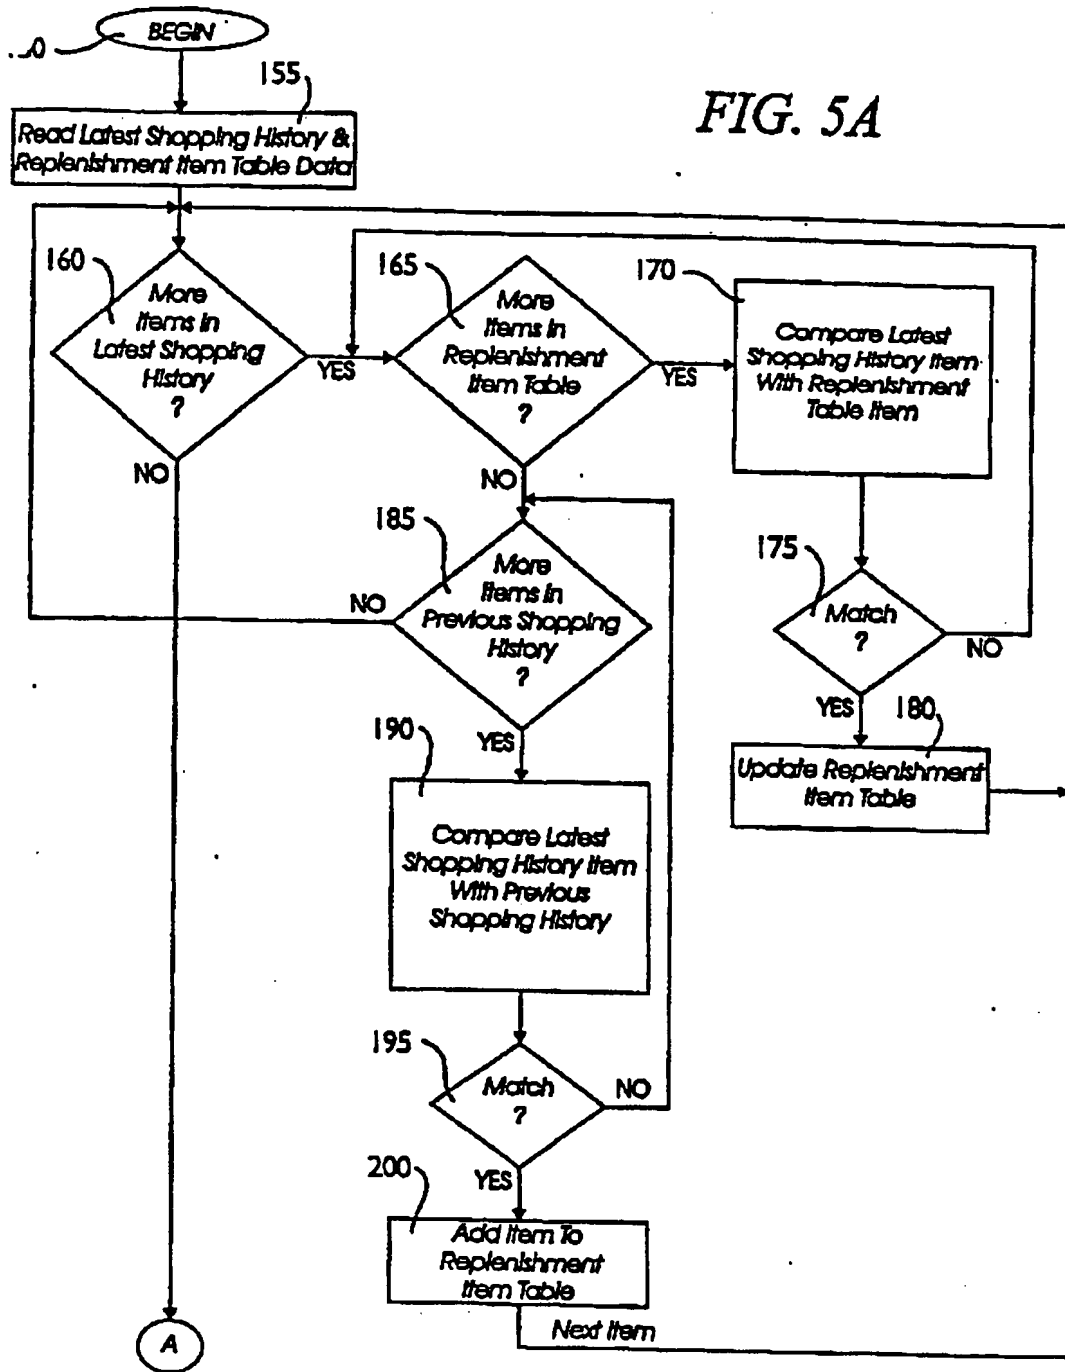 BEGIN
155
FIG. 5A
Read Latest Shopping History &
Replenishment Item Table Data
160
More
Items In
Latest Shopping
History
?
YES
NO
165
More
Items In
Replenishment
Item Table
?
YES
NO
170
Compare Latest
Shopping History Item
With Replenishment
Table Item
175
Match
?
NO
YES
180
Update Replenishment
Item Table
185
More
Items In
Previous Shopping
History
?
NO
YES
190
Compare Latest
Shopping History Item
With Previous
Shopping History
195
Match
?
NO
YES
200
Add Item To
Replenishment
Item Table
Next Item
A